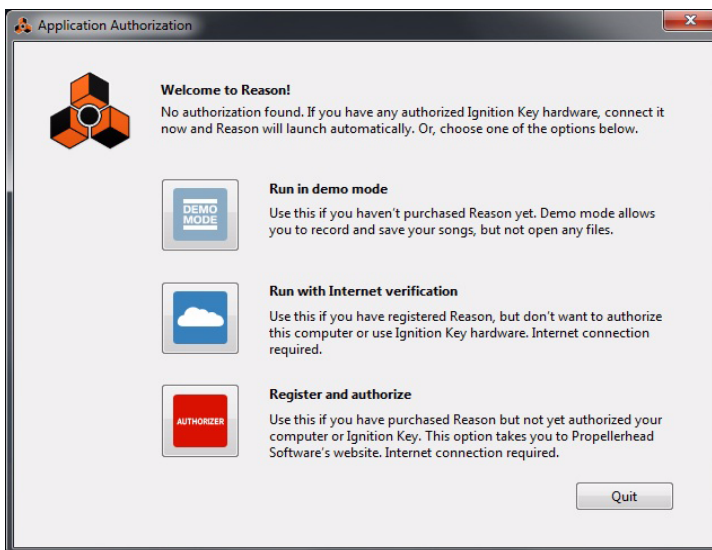 Application Authorization
Welcome to Reason!
No authorization found. If you have any authorized Ignition Key hardware, connect it
now and Reason will launch automatically. Or, choose one of the options below.
DEMO
MODE
Run in demo mode
Use this if you haven't purchased Reason yet. Demo mode allows
you to record and save your songs, but not open any files.
Run with Internet verification
Use this if you have registered Reason, but don't want to authorize
this computer or use Ignition Key hardware. Internet connection
required.
AUTHORIZER
Register and authorize
Use this if you have purchased Reason but not yet authorized your
computer or Ignition Key. This option takes you to Propellerhead
Software's website. Internet connection required.
Quit